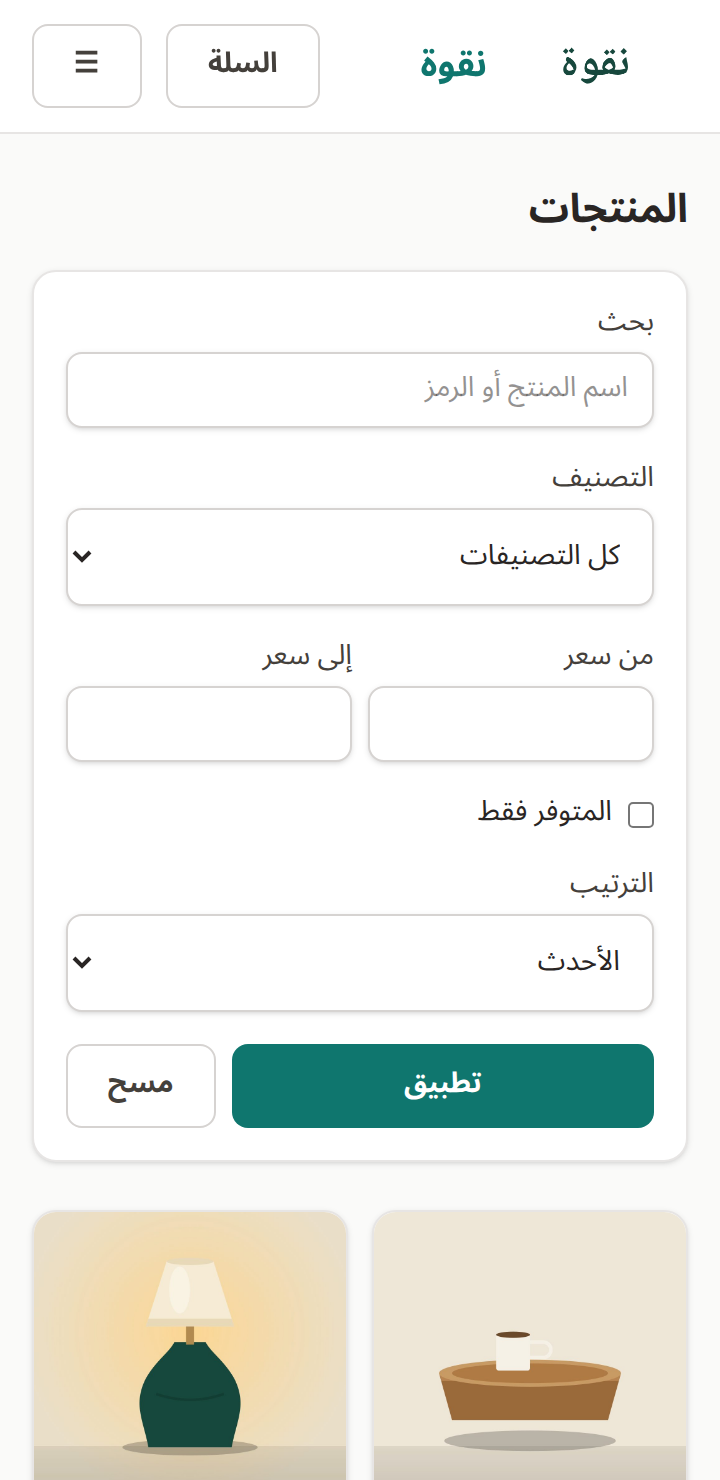 نقوة نقوة السلة ☰
المنتجات
بحث
اسم المنتج أو الرمز
التصنيف
كل التصنيفات
من سعر إلى سعر
المتوفر فقط
الترتيب
الأحدث
تطبيق مسح